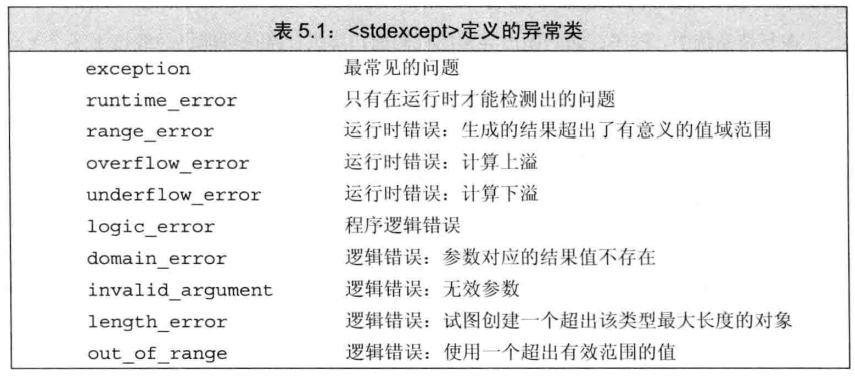 表 5.1：<stdexcept>定义的异常类
exception 最常见的问题
runtime_error 只有在运行时才能检测出的问题
range_error 运行时错误：生成的结果超出了有意义的值域范围
overflow_error 运行时错误：计算上溢
underflow_error 运行时错误：计算下溢
logic_error 程序逻辑错误
domain_error 逻辑错误：参数对应的结果值不存在
invalid_argument 逻辑错误：无效参数
length_error 逻辑错误：试图创建一个超出该类型最大长度的对象
out_of_range 逻辑错误：使用一个超出有效范围的值